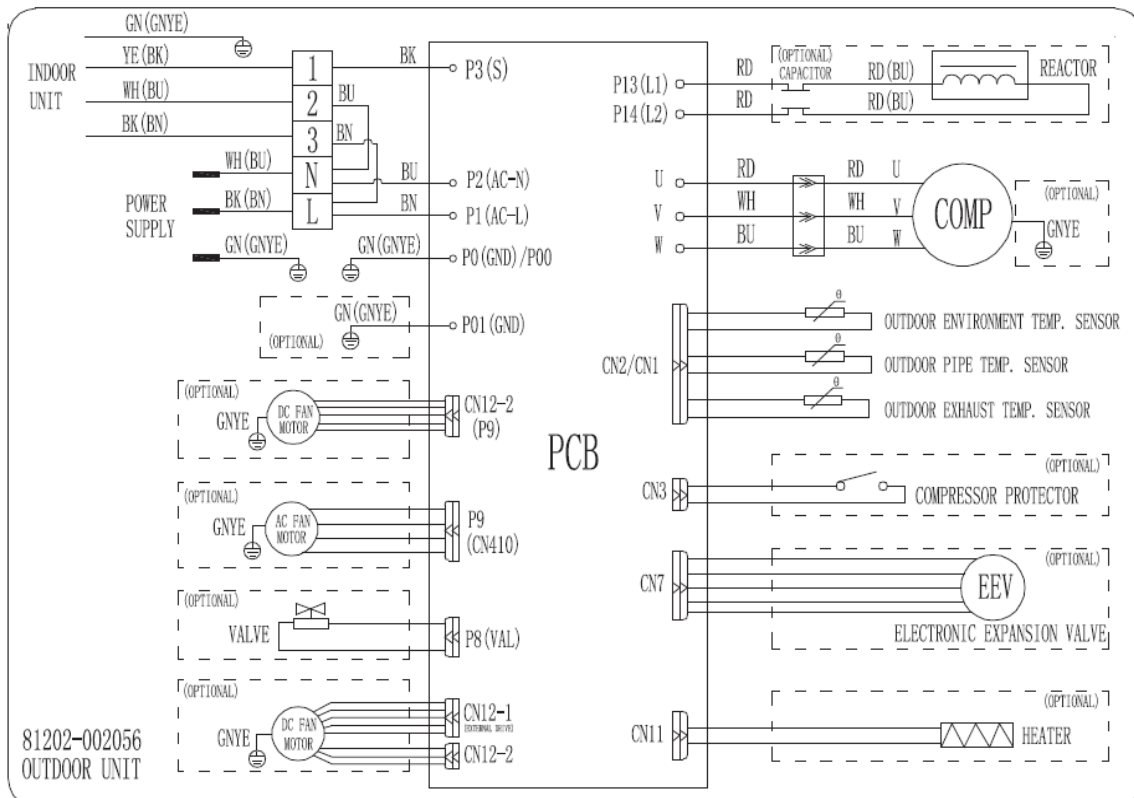 GN(GNYE)
YE(BK)
INDOOR
UNIT
WH(BU)
BK(BN)
1
2
3
N
L
BK
BU
BN
BU
BN
P3(S)
WH(BU)
POWER
SUPPLY
BK(BN)
GN(GNYE)
GN(GNYE)
P2(AC-N)
P1(AC-L)
P0(GND)/P00
GN(GNYE)
(OPTIONAL)
P01(GND)
(OPTIONAL)
GNYE
DC FAN
MOTOR
CN12-2
(P9)
(OPTIONAL)
GNYE
AC FAN
MOTOR
P9
(CN410)
(OPTIONAL)
VALVE
P8(VAL)
(OPTIONAL)
GNYE
DC FAN
MOTOR
CN12-1
(EXTERNAL DRIVE)
CN12-2
81202-002056
OUTDOOR UNIT
PCB
P13(L1)
P14(L2)
RD
RD
(OPTIONAL)
CAPACITOR
RD(BU)
RD(BU)
REACTOR
U
V
W
RD
WH
BU
RD
WH
BU
U
V
W
COMP
(OPTIONAL)
GNYE
CN2/CN1
θ
OUTDOOR ENVIRONMENT TEMP. SENSOR
θ
OUTDOOR PIPE TEMP. SENSOR
θ
OUTDOOR EXHAUST TEMP. SENSOR
CN3
(OPTIONAL)
COMPRESSOR PROTECTOR
CN7
(OPTIONAL)
EEV
ELECTRONIC EXPANSION VALVE
CN11
(OPTIONAL)
HEATER